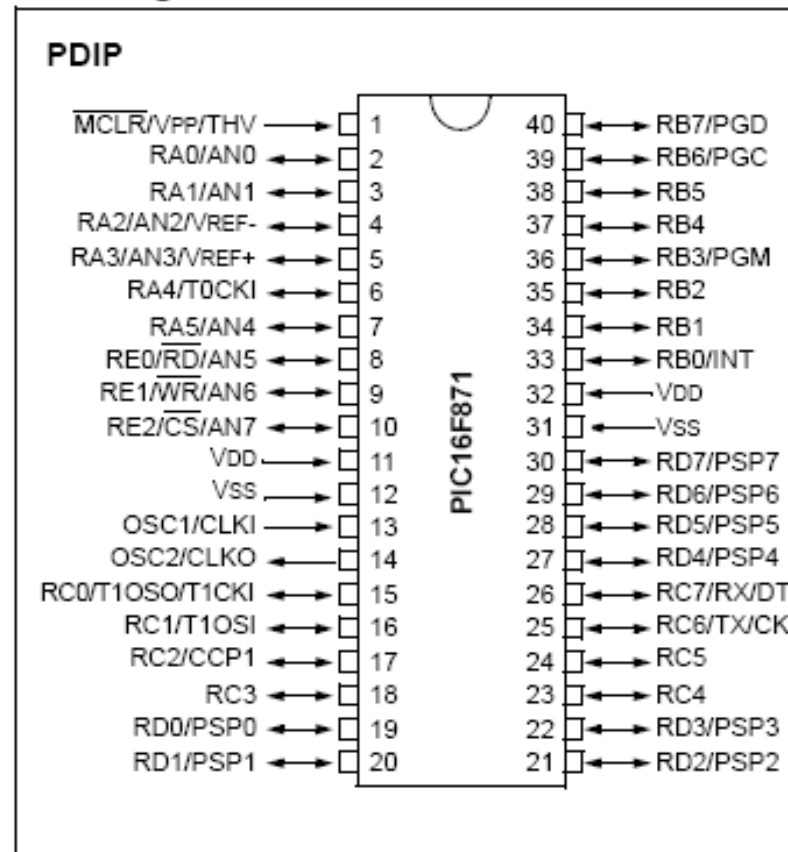 PDIP
MCLR/VPP/THV 1 40 RB7/PGD
RA0/AN0 2 39 RB6/PGC
RA1/AN1 3 38 RB5
RA2/AN2/VREF- 4 37 RB4
RA3/AN3/VREF+ 5 36 RB3/PGM
RA4/T0CKI 6 35 RB2
RA5/AN4 7 34 RB1
RE0/RD/AN5 8 33 RB0/INT
RE1/WR/AN6 9 32 VDD
RE2/CS/AN7 10 31 VSS
VDD 11 30 RD7/PSP7
VSS 12 29 RD6/PSP6
OSC1/CLKI 13 28 RD5/PSP5
OSC2/CLKO 14 27 RD4/PSP4
RC0/T1OSO/T1CKI 15 26 RC7/RX/DT
RC1/T1OSI 16 25 RC6/TX/CK
RC2/CCP1 17 24 RC5
RC3 18 23 RC4
RD0/PSP0 19 22 RD3/PSP3
RD1/PSP1 20 21 RD2/PSP2
PIC16F871